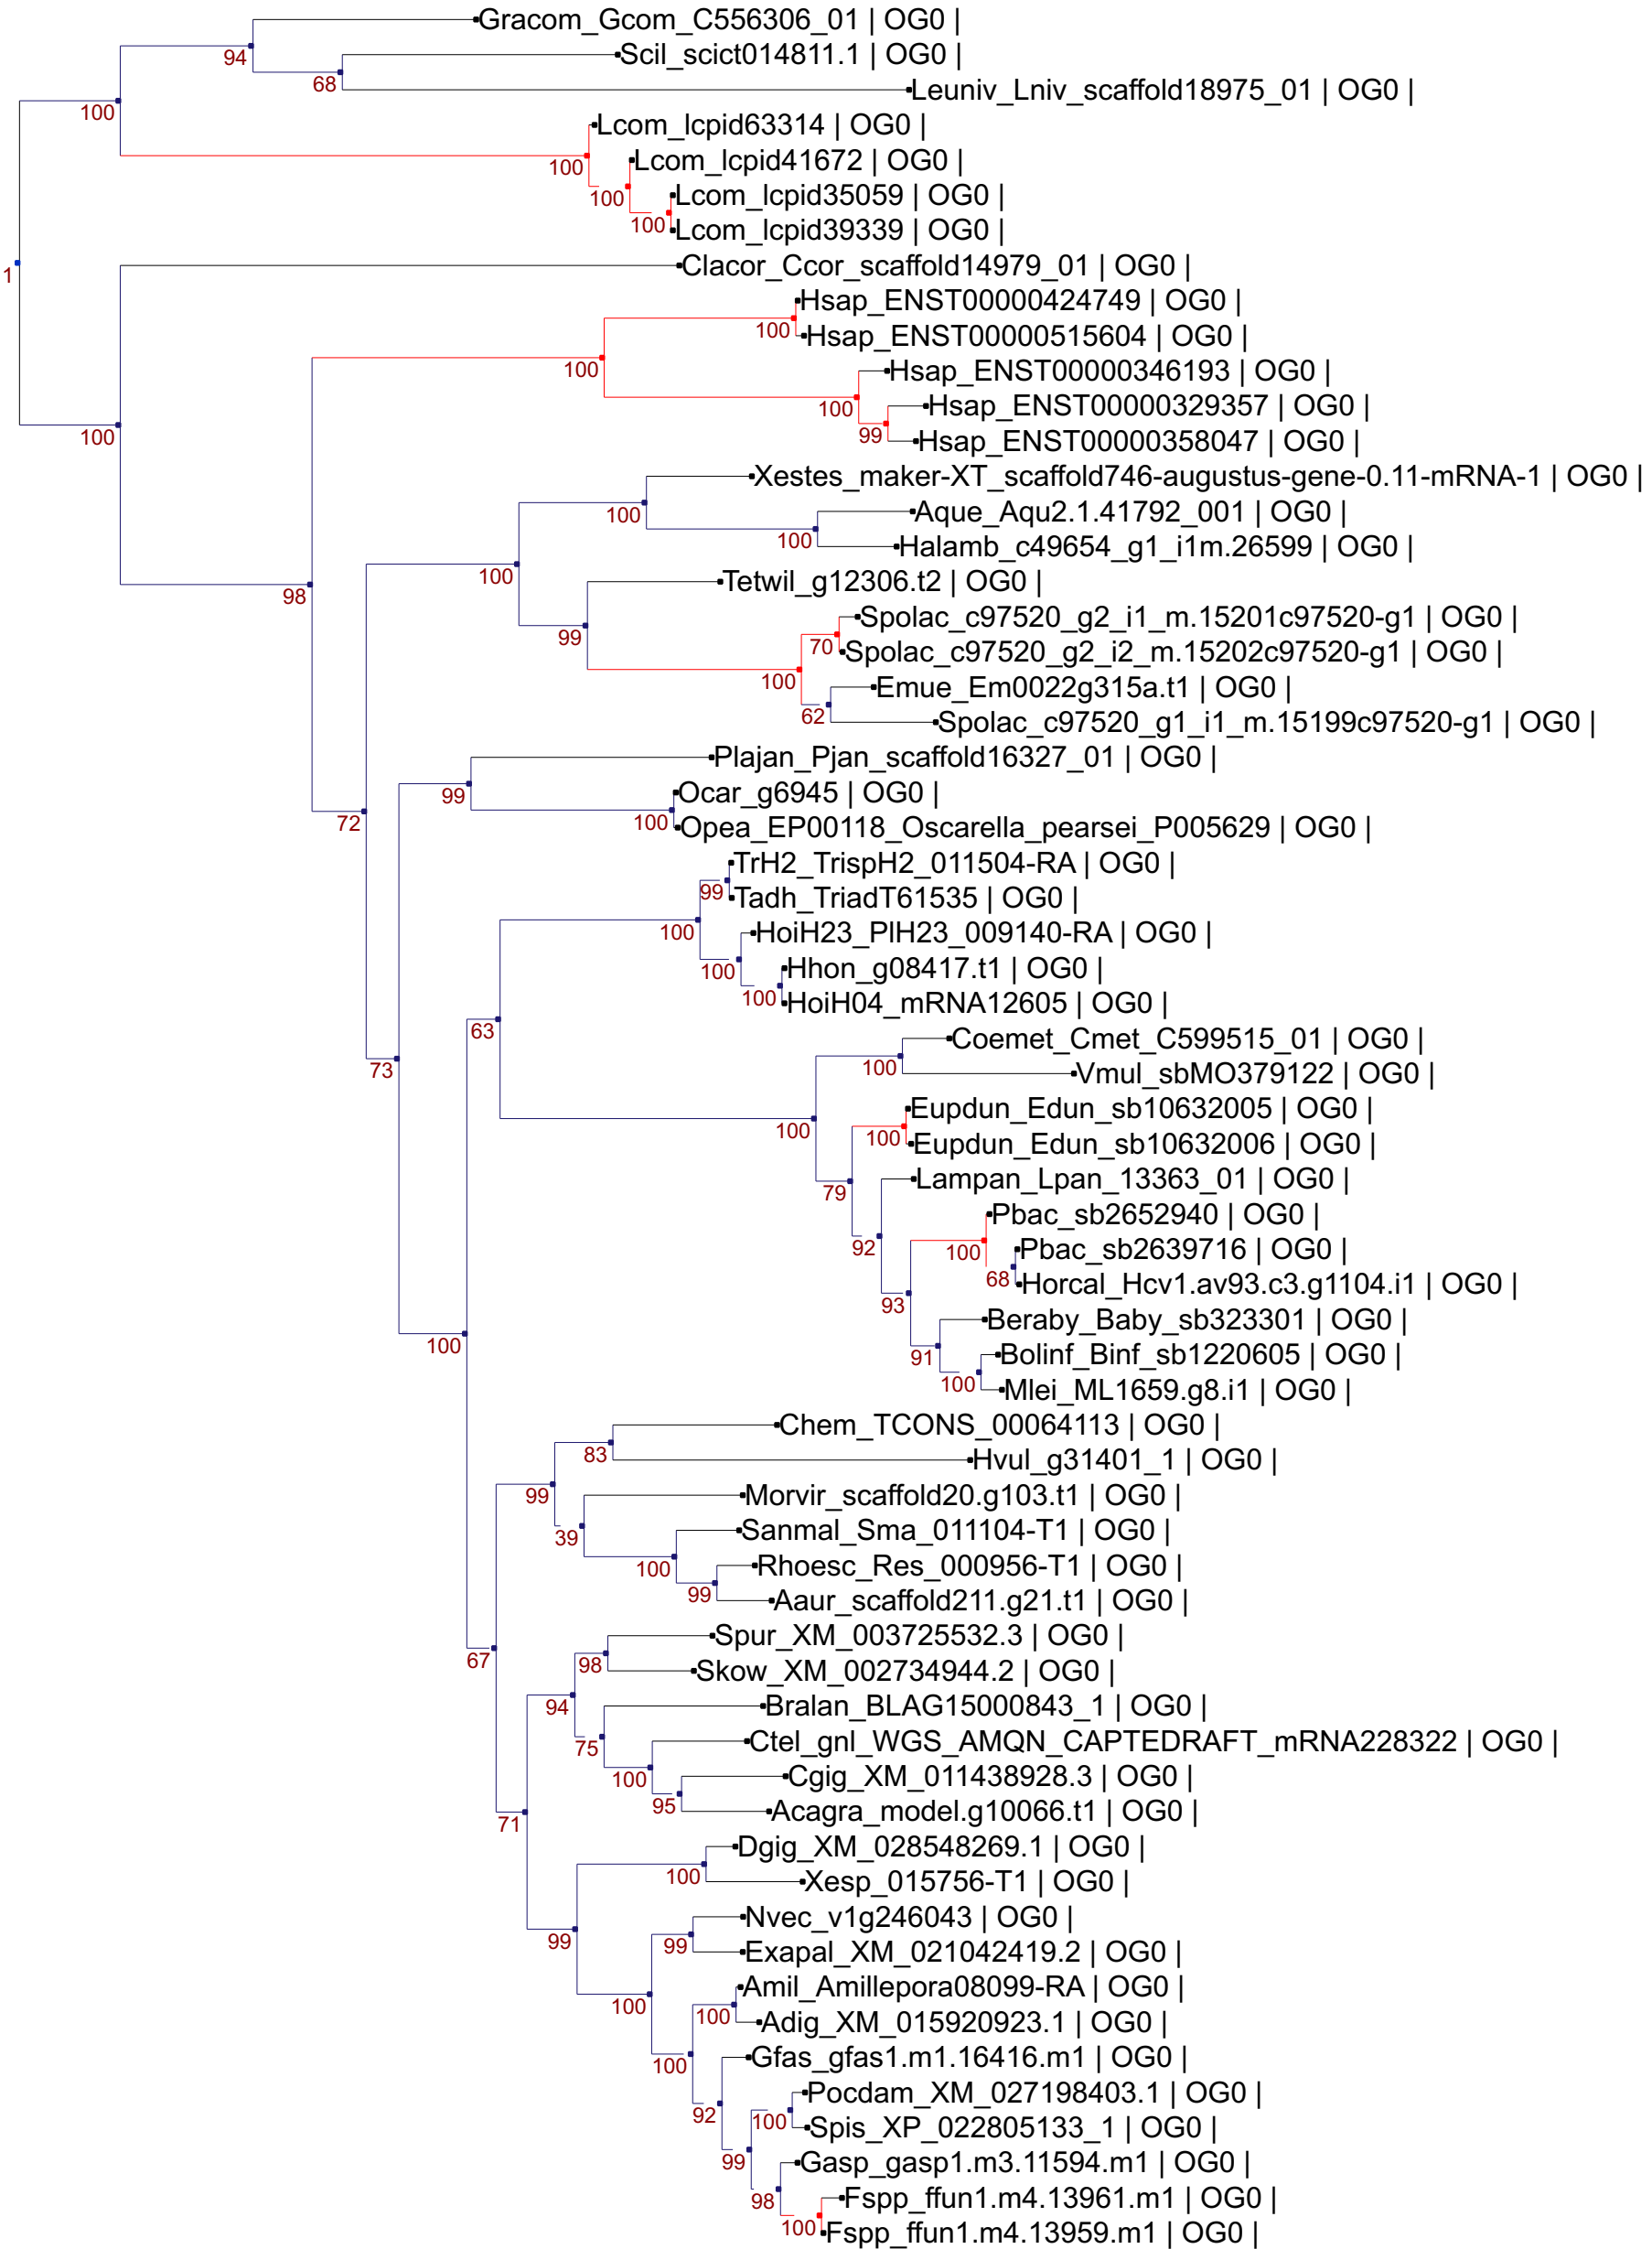 Gracom_Gcom_C556306_01 | OG0 |
94
Scil_scict014811.1 | OG0 |
68
Leuniv_Lniv_scaffold18975_01 | OG0 |
100
Lcom_lcpid63314 | OG0 |
100
Lcom_lcpid41672 | OG0 |
100
Lcom_lcpid35059 | OG0 |
100
Lcom_lcpid39339 | OG0 |
1
Clacor_Ccor_scaffold14979_01 | OG0 |
Hsap_ENST00000424749 | OG0 |
100
Hsap_ENST00000515604 | OG0 |
100
Hsap_ENST00000346193 | OG0 |
100
Hsap_ENST00000329357 | OG0 |
99
Hsap_ENST00000358047 | OG0 |
100
Xestes_maker-XT_scaffold746-augustus-gene-0.11-mRNA-1 | OG0 |
100
Aque_Aqu2.1.41792_001 | OG0 |
100
Halamb_c49654_g1_i1m.26599 | OG0 |
100
Tetwil_g12306.t2 | OG0 |
98
Spolac_c97520_g2_i1_m.15201c97520-g1 | OG0 |
99
70
Spolac_c97520_g2_i2_m.15202c97520-g1 | OG0 |
100
Emue_Em0022g315a.t1 | OG0 |
62
Spolac_c97520_g1_i1_m.15199c97520-g1 | OG0 |
Plajan_Pjan_scaffold16327_01 | OG0 |
99
Ocar_g6945 | OG0 |
72
100
Opea_EP00118_Oscarella_pearsei_P005629 | OG0 |
TrH2_TrispH2_011504-RA | OG0 |
99
Tadh_TriadT61535 | OG0 |
100
HoiH23_PlH23_009140-RA | OG0 |
100
Hhon_g08417.t1 | OG0 |
100
HoiH04_mRNA12605 | OG0 |
63
Coemet_Cmet_C599515_01 | OG0 |
73
100
Vmul_sbMO379122 | OG0 |
Eupdun_Edun_sb10632005 | OG0 |
100
100
Eupdun_Edun_sb10632006 | OG0 |
Lampan_Lpan_13363_01 | OG0 |
79
Pbac_sb2652940 | OG0 |
92
100
Pbac_sb2639716 | OG0 |
68
Horcal_Hcv1.av93.c3.g1104.i1 | OG0 |
93
Beraby_Baby_sb323301 | OG0 |
100
91
Bolinf_Binf_sb1220605 | OG0 |
100
Mlei_ML1659.g8.i1 | OG0 |
Chem_TCONS_00064113 | OG0 |
83
Hvul_g31401_1 | OG0 |
99
Morvir_scaffold20.g103.t1 | OG0 |
39
Sanmal_Sma_011104-T1 | OG0 |
100
Rhoesc_Res_000956-T1 | OG0 |
99
Aaur_scaffold211.g21.t1 | OG0 |
Spur_XM_003725532.3 | OG0 |
67
98
Skow_XM_002734944.2 | OG0 |
94
Bralan_BLAG15000843_1 | OG0 |
75
Ctel_gnl_WGS_AMQN_CAPTEDRAFT_mRNA228322 | OG0 |
100
Cgig_XM_011438928.3 | OG0 |
95
Acagra_model.g10066.t1 | OG0 |
71
Dgig_XM_028548269.1 | OG0 |
100
Xesp_015756-T1 | OG0 |
Nvec_v1g246043 | OG0 |
99
99
Exapal_XM_021042419.2 | OG0 |
Amil_Amillepora08099-RA | OG0 |
100
100
Adig_XM_015920923.1 | OG0 |
100
Gfas_gfas1.m1.16416.m1 | OG0 |
Pocdam_XM_027198403.1 | OG0 |
92
100
Spis_XP_022805133_1 | OG0 |
99
Gasp_gasp1.m3.11594.m1 | OG0 |
98
Fspp_ffun1.m4.13961.m1 | OG0 |
100
Fspp_ffun1.m4.13959.m1 | OG0 |